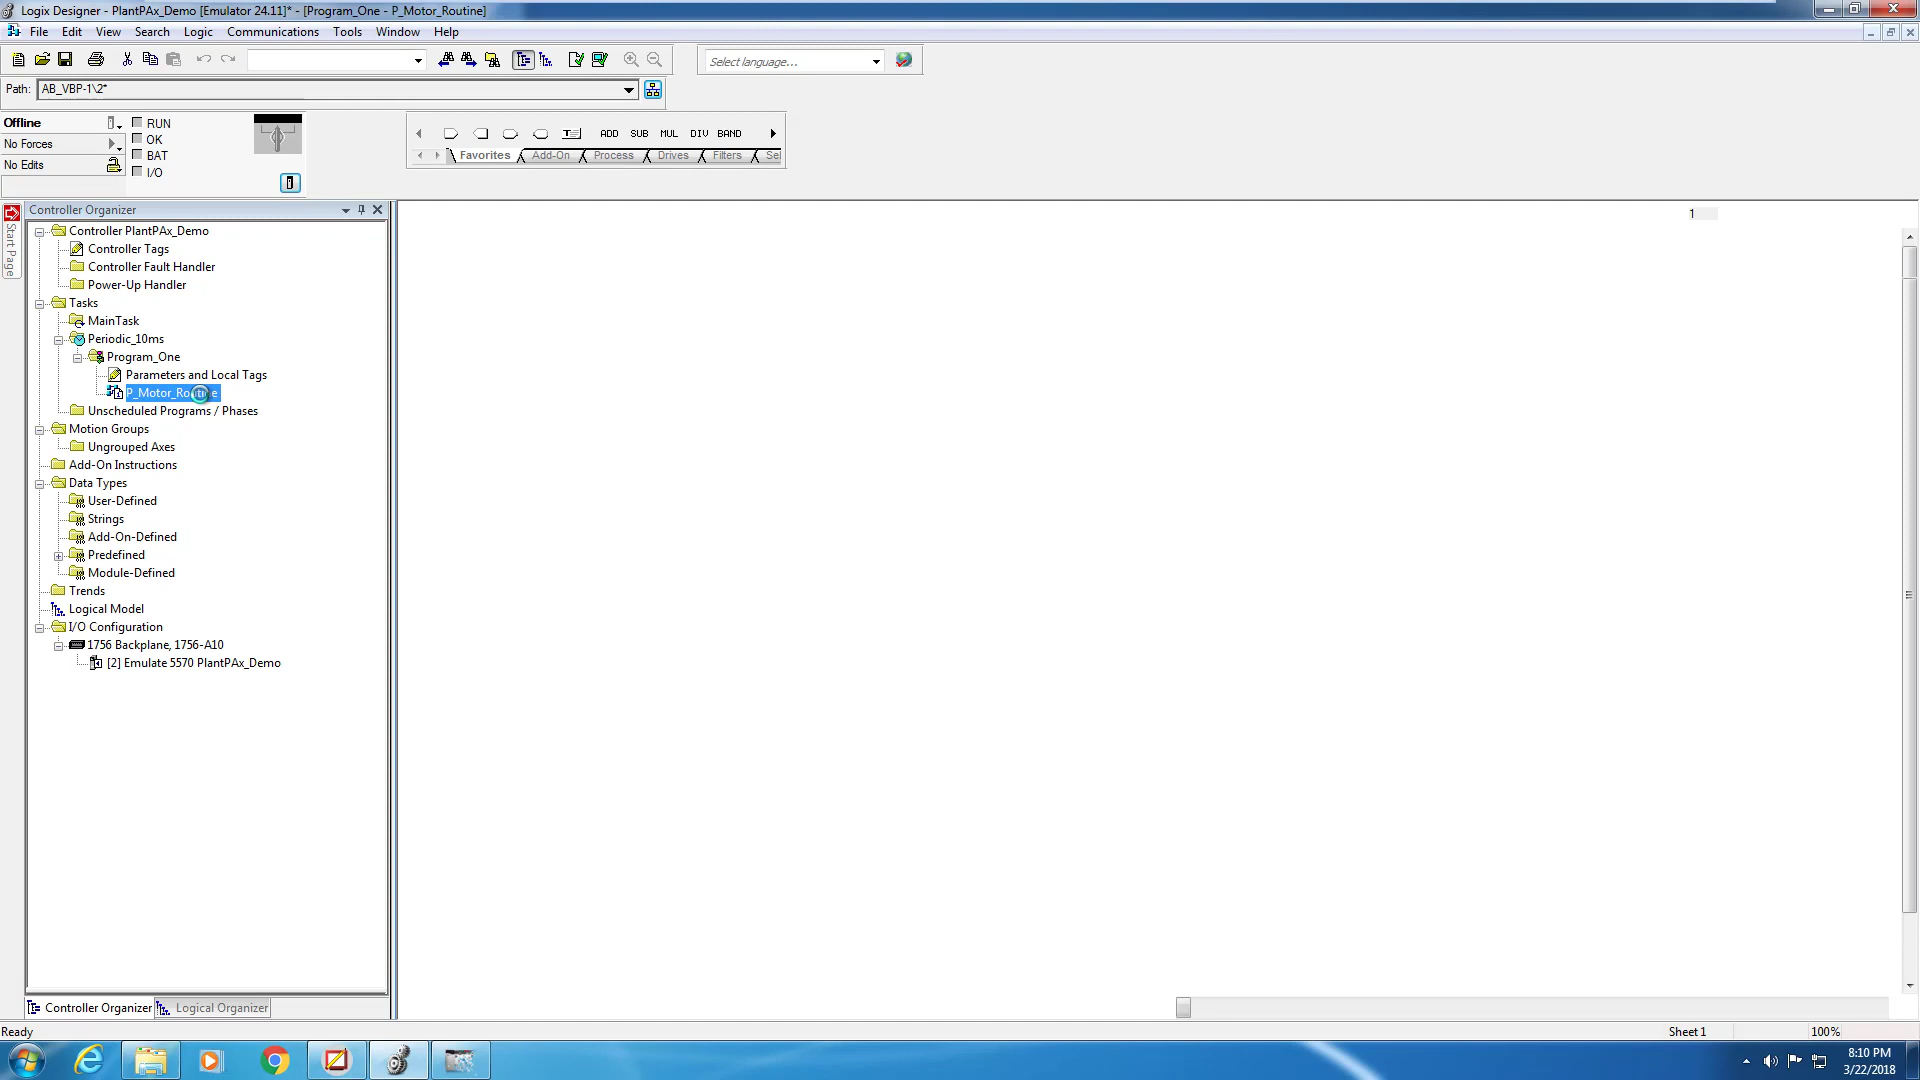 Logix Designer - PlantPAx_Demo [Emulator 24.11]* - [Program_One - P_Motor_Routine]
File Edit View Search Logic Communications Tools Window Help
Select language...
Path: AB_VBP-1\2*
Offline
RUN
No Forces
OK
No Edits
BAT
I/O
ADD SUB MUL DIV BAND
Favorites Add-On Process Drives Filters Sel
Start Page
Controller Organizer
1
Controller PlantPAx_Demo
Controller Tags
Controller Fault Handler
Power-Up Handler
Tasks
MainTask
Periodic_10ms
Program_One
Parameters and Local Tags
P_Motor_Routine
Unscheduled Programs / Phases
Motion Groups
Ungrouped Axes
Add-On Instructions
Data Types
User-Defined
Strings
Add-On-Defined
Predefined
Module-Defined
Trends
Logical Model
I/O Configuration
1756 Backplane, 1756-A10
[2] Emulate 5570 PlantPAx_Demo
Controller Organizer Logical Organizer
Ready
Sheet 1
100%
8:10 PM
3/22/2018